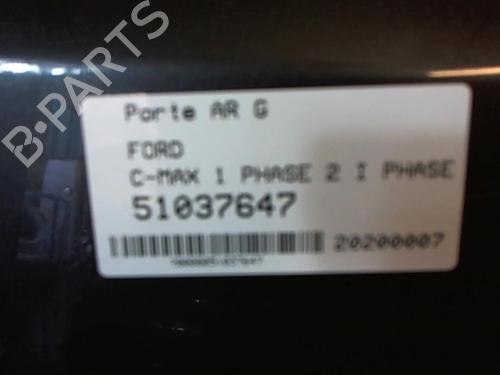 B-PARTS
Porte AR G
FORD
C-MAX 1 PHASE 2 I PHASE
51037647
20200007